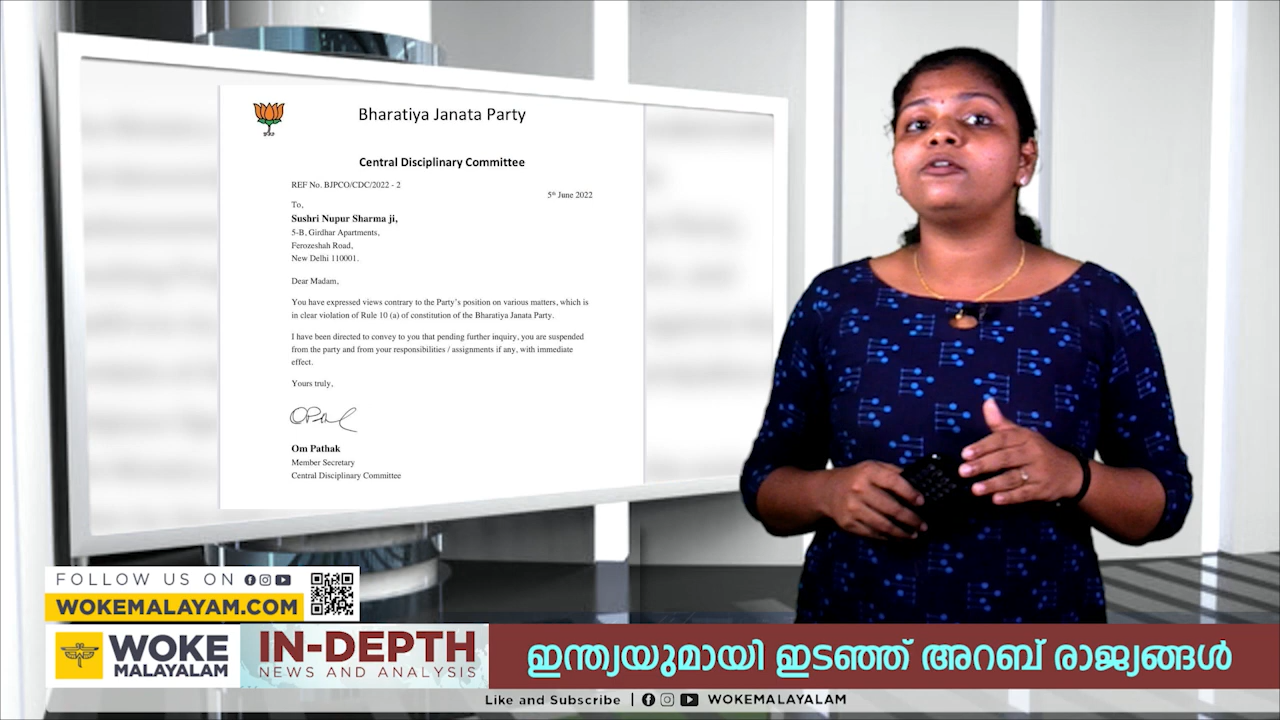 Bharatiya Janata Party
Central Disciplinary Committee
REF No. BJPCO/CDC/2022 - 2
5th June 2022
To,
Sushri Nupur Sharma ji,
5-B, Girdhar Apartments,
Ferozeshah Road,
New Delhi 110001.
Dear Madam,
You have expressed views contrary to the Party's position on various matters, which is
in clear violation of Rule 10 (a) of constitution of the Bharatiya Janata Party.
I have been directed to convey to you that pending further inquiry, you are suspended
from the party and from your responsibilities / assignments if any, with immediate
effect.
Yours truly,
Om Pathak
Member Secretary
Central Disciplinary Committee
FOLLOW US ON
WOKEMALAYAM.COM
WOKE
MALAYALAM
IN-DEPTH
NEWS AND ANALYSIS
ഇന്ത്യയുമായി ഇടഞ്ഞ് അറബ് രാജ്യങ്ങൾ
Like and Subscribe | WOKEMALAYALAM